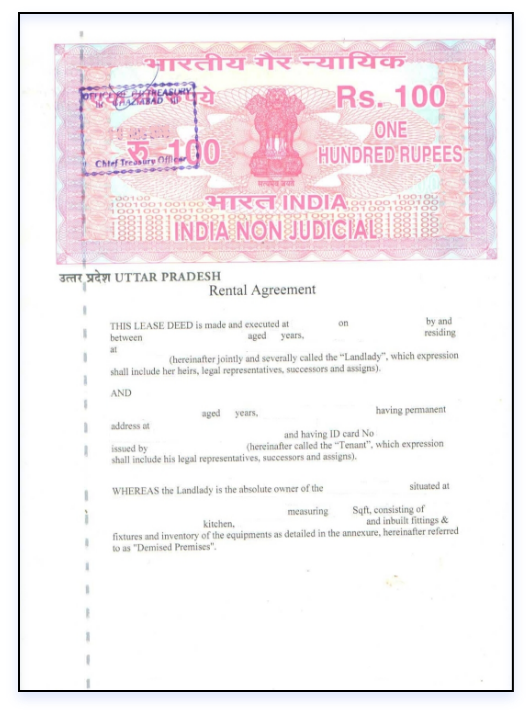 भारतीय गैर न्यायिक
एक सौ रुपये
Rs. 100
रु. 100
ONE
HUNDRED RUPEES
Chief Treasury Officer
सत्यमेव जयते
भारत INDIA
INDIA NON JUDICIAL
उत्तर प्रदेश UTTAR PRADESH
Rental Agreement
THIS LEASE DEED is made and executed at on by and
between aged years, residing
at
(hereinafter jointly and severally called the “Landlady”, which expression
shall include her heirs, legal representatives, successors and assigns).
AND
aged years, having permanent
address at
and having ID card No
issued by (hereinafter called the “Tenant”, which expression
shall include his legal representatives, successors and assigns).
WHEREAS the Landlady is the absolute owner of the situated at
measuring Sqft, consisting of
kitchen, and inbuilt fittings &
fixtures and inventory of the equipments as detailed in the annexure, hereinafter referred
to as "Demised Premises".